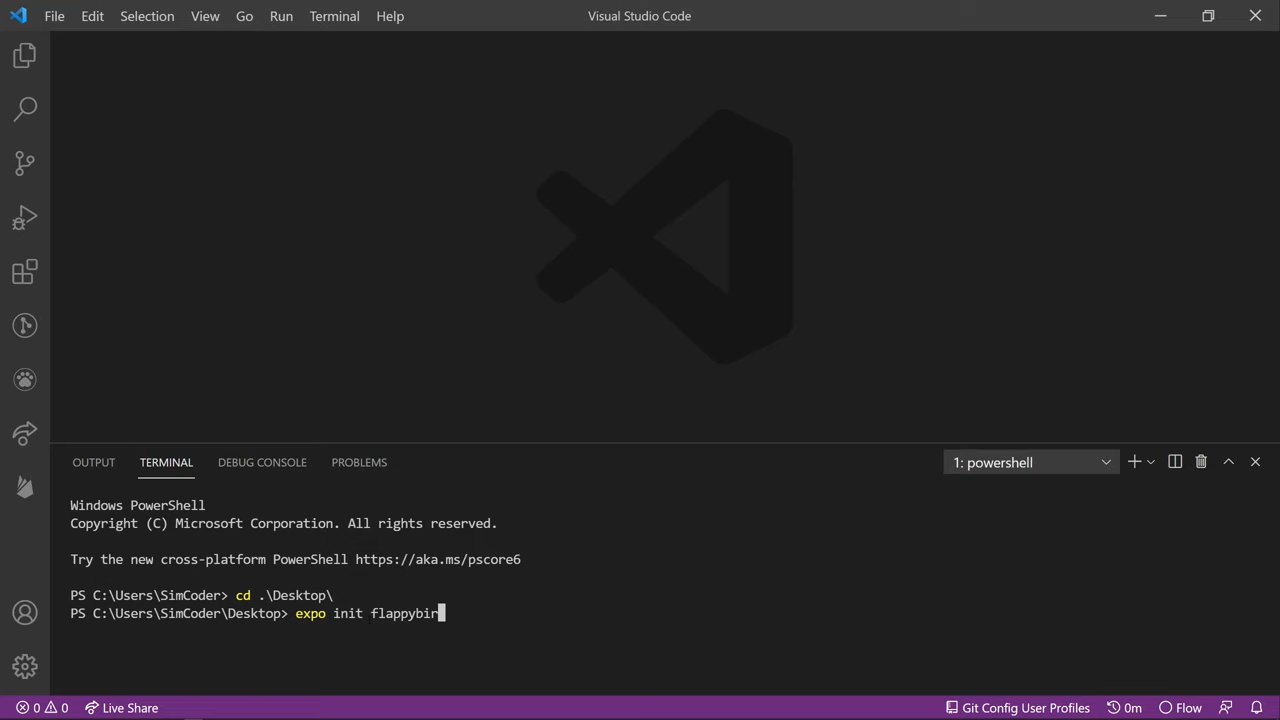 File Edit Selection View Go Run Terminal Help Visual Studio Code
OUTPUT TERMINAL DEBUG CONSOLE PROBLEMS 1: powershell
Windows PowerShell
Copyright (C) Microsoft Corporation. All rights reserved.
Try the new cross-platform PowerShell https://aka.ms/pscore6
PS C:\Users\SimCoder> cd .\Desktop\
PS C:\Users\SimCoder\Desktop> expo init flappybir
0 0 Live Share Git Config User Profiles 0m Flow